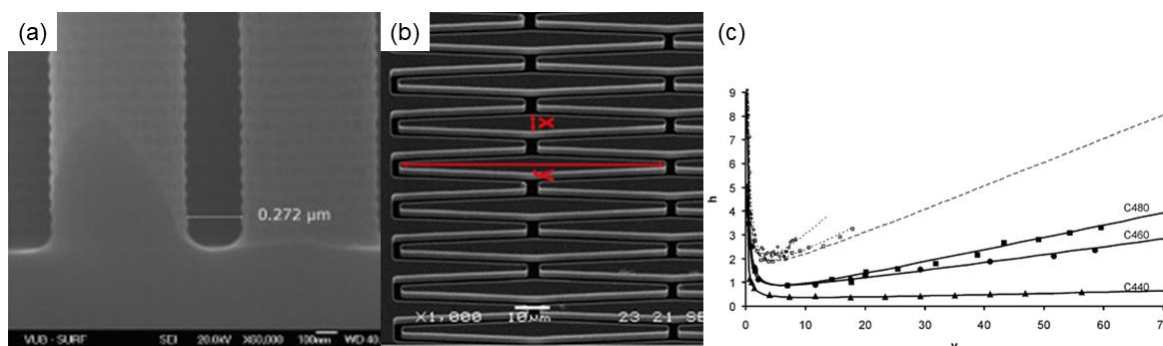 (a)
0.272 μm
VUB - SURF SEI 20.0kV X60,000 100nm WD 40
(b)
X
Y
X1,000 10μm 23 21 SE
(c)
9
8
7
6
5
4
3
2
1
0
h
C480
C460
C440
0 10 20 30 40 50 60 70